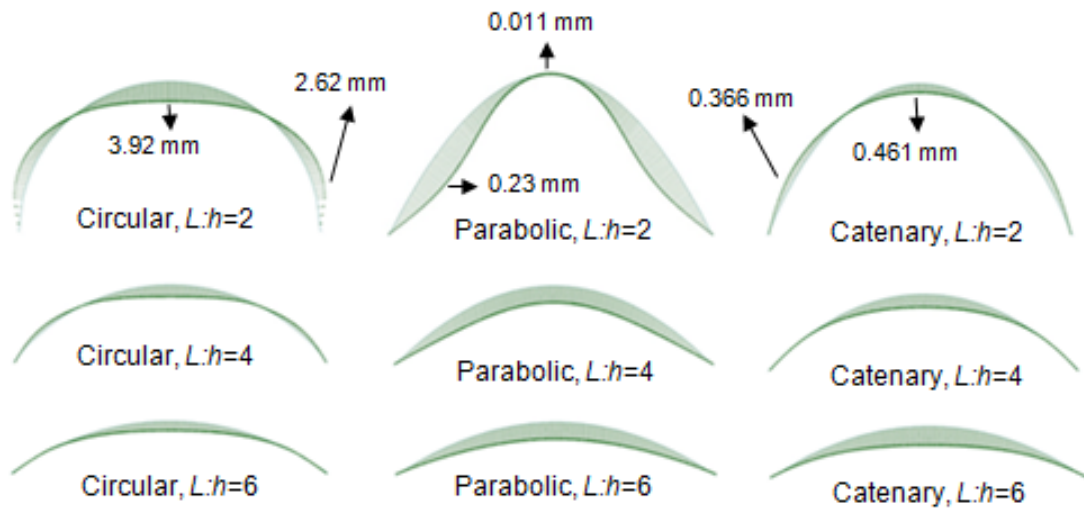 0.011 mm
2.62 mm
0.366 mm
3.92 mm
0.461 mm
0.23 mm
Circular, L:h=2
Parabolic, L:h=2
Catenary, L:h=2
Circular, L:h=4
Parabolic, L:h=4
Catenary, L:h=4
Circular, L:h=6
Parabolic, L:h=6
Catenary, L:h=6